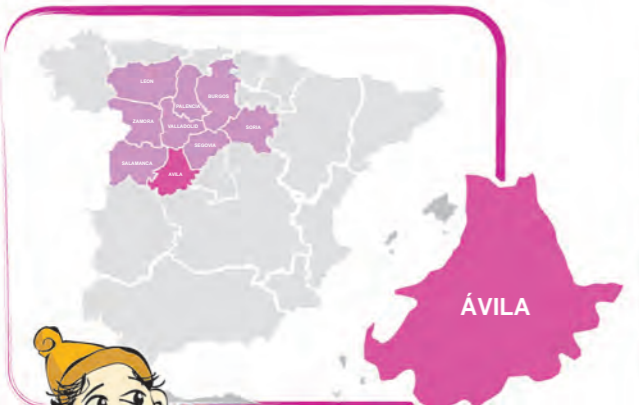 LEÓN
BURGOS
PALENCIA
ZAMORA
VALLADOLID
SORIA
SEGOVIA
SALAMANCA
ÁVILA
ÁVILA